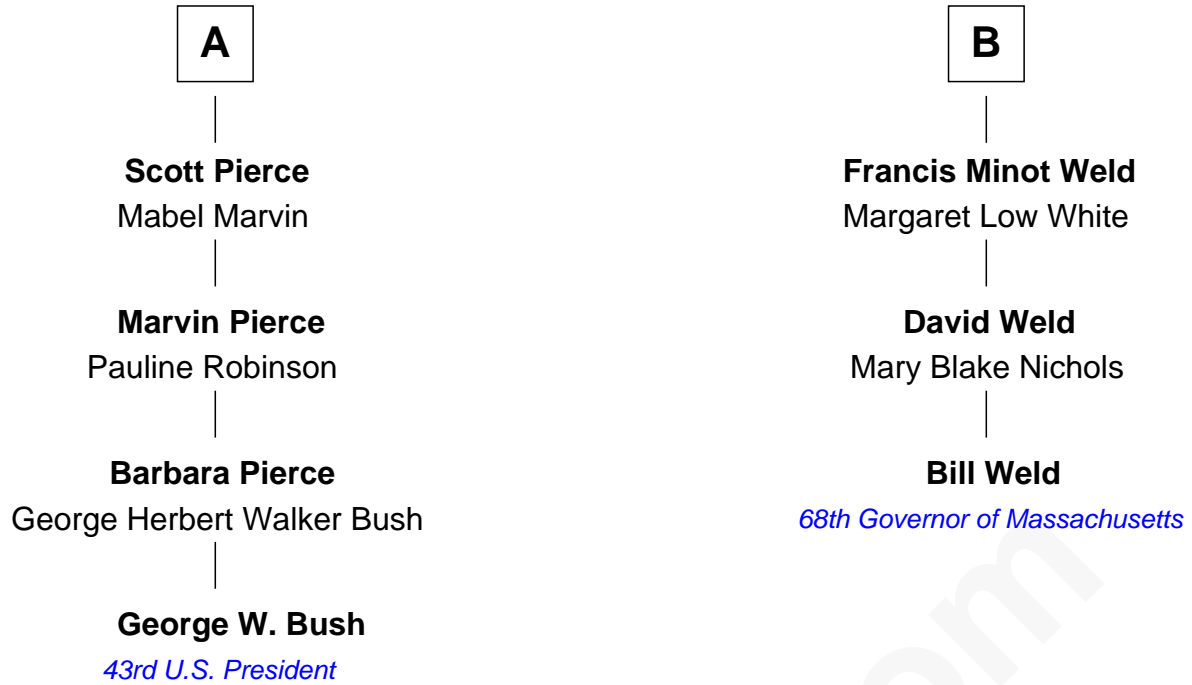 A
Scott Pierce
Mabel Marvin
Marvin Pierce
Pauline Robinson
Barbara Pierce
George Herbert Walker Bush
George W. Bush
43rd U.S. President
B
Francis Minot Weld
Margaret Low White
David Weld
Mary Blake Nichols
Bill Weld
68th Governor of Massachusetts
om